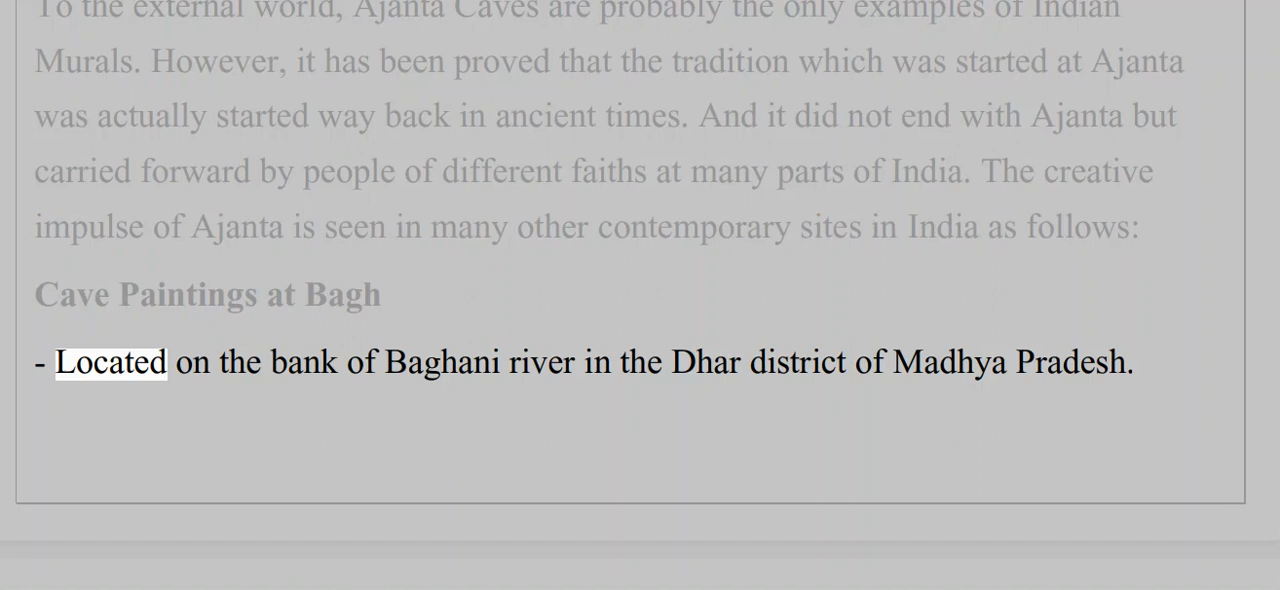 To the external world, Ajanta Caves are probably the only examples of Indian
Murals. However, it has been proved that the tradition which was started at Ajanta
was actually started way back in ancient times. And it did not end with Ajanta but
carried forward by people of different faiths at many parts of India. The creative
impulse of Ajanta is seen in many other contemporary sites in India as follows:
Cave Paintings at Bagh
- Located on the bank of Baghani river in the Dhar district of Madhya Pradesh.